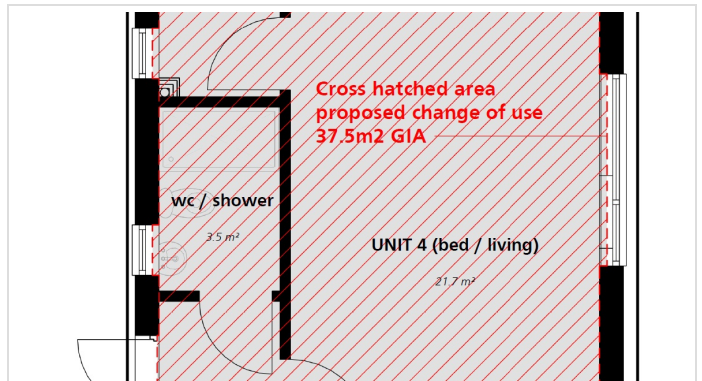 Cross hatched area
proposed change of use
37.5m2 GIA
wc / shower
3.5 m²
UNIT 4 (bed / living)
21.7 m²